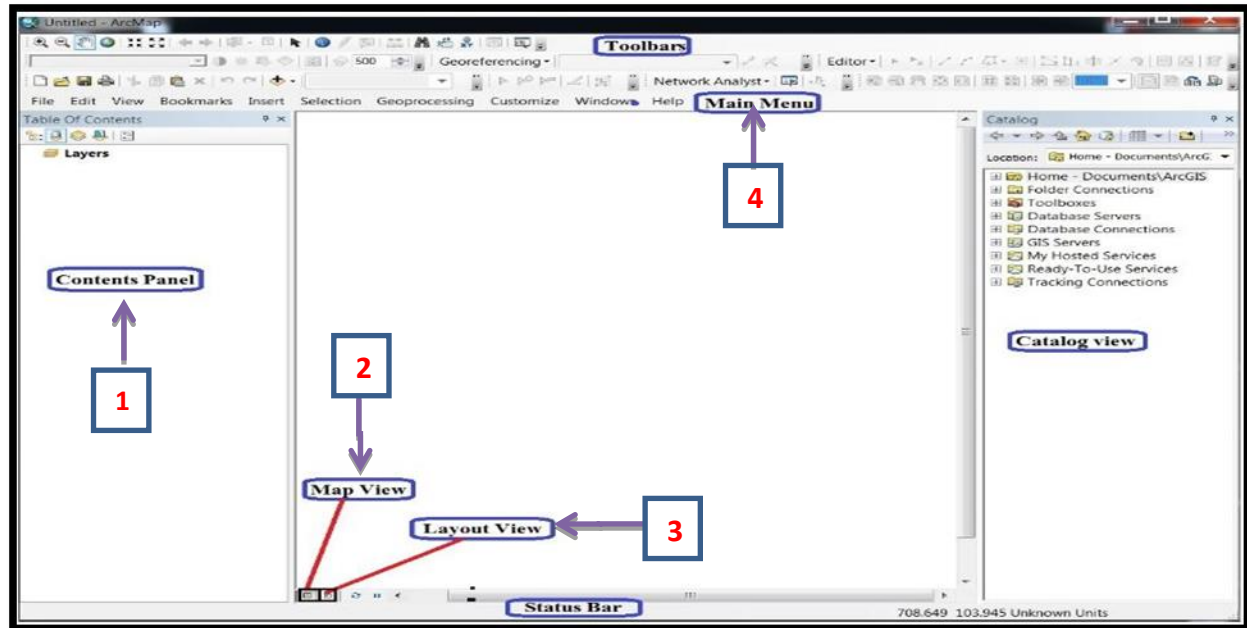 Untitled - ArcMap
Toolbars
500 Georeferencing Editor
Network Analyst
File Edit View Bookmarks Insert Selection Geoprocessing Customize Windows Help Main Menu
Table Of Contents
Layers
Contents Panel
1
2
Map View
Layout View
3
4
Catalog
Location: Home - Documents\ArcG
Home - Documents\ArcGIS
Folder Connections
Toolboxes
Database Servers
Database Connections
GIS Servers
My Hosted Services
Ready-To-Use Services
Tracking Connections
Catalog view
Status Bar
708.649 103.945 Unknown Units